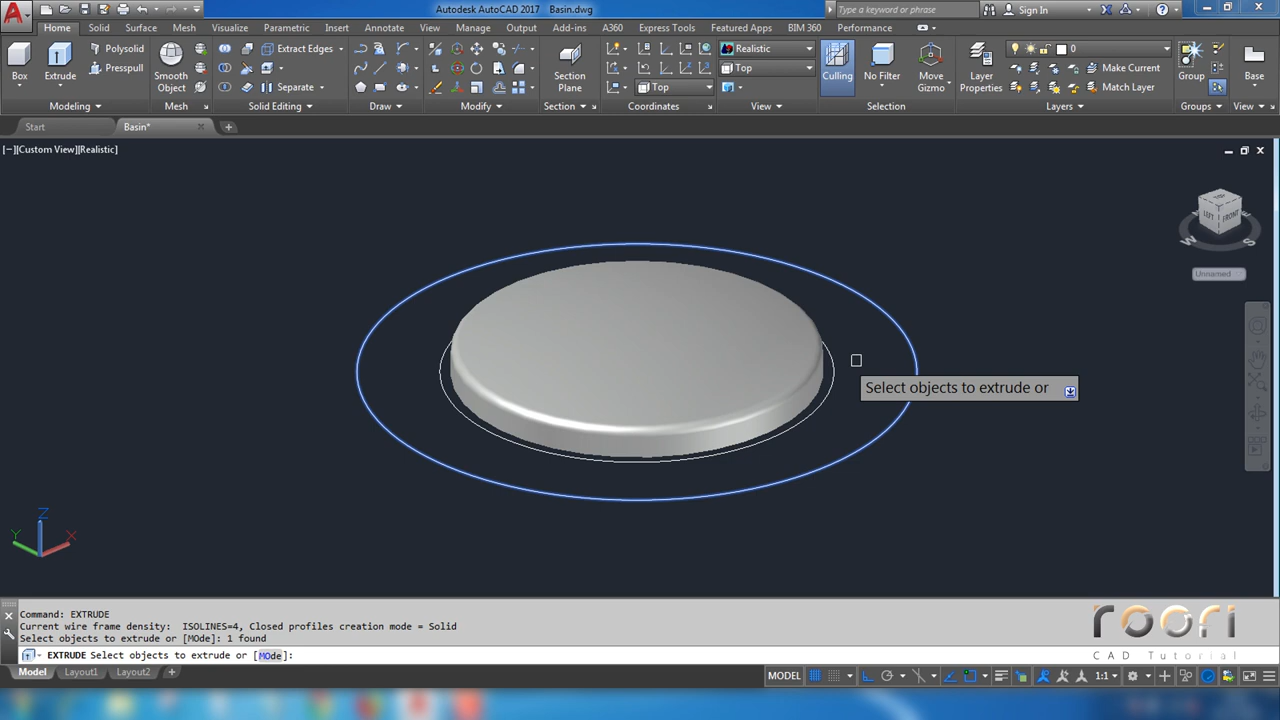 Autodesk AutoCAD 2017 Basin.dwg
Type a keyword or phrase
Sign In
Home Solid Surface Mesh Visualize Parametric Insert Annotate View Manage Output Add-ins A360 Express Tools Featured Apps BIM 360 Performance
Box
Extrude
Polysolid
Presspull
Modeling
Smooth
Object
Mesh
Extract Edges
Separate
Solid Editing
Draw
Modify
Section
Plane
Section
Top
Coordinates
Realistic
Top
View
Culling
No Filter
Move
Gizmo
Selection
Layer
Properties
0
Make Current
Match Layer
Layers
Group
Groups
Base
View
Start
Basin*
[−][Custom View][Realistic]
TOP
LEFT
FRONT
W
S
Unnamed
Select objects to extrude or
Z
Y
X
Command: EXTRUDE
Current wire frame density: ISOLINES=4, Closed profiles creation mode = Solid
Select objects to extrude or [MOde]: 1 found
EXTRUDE Select objects to extrude or [MOde]:
roori
CAD Tutorial
Model Layout1 Layout2
MODEL
1:1